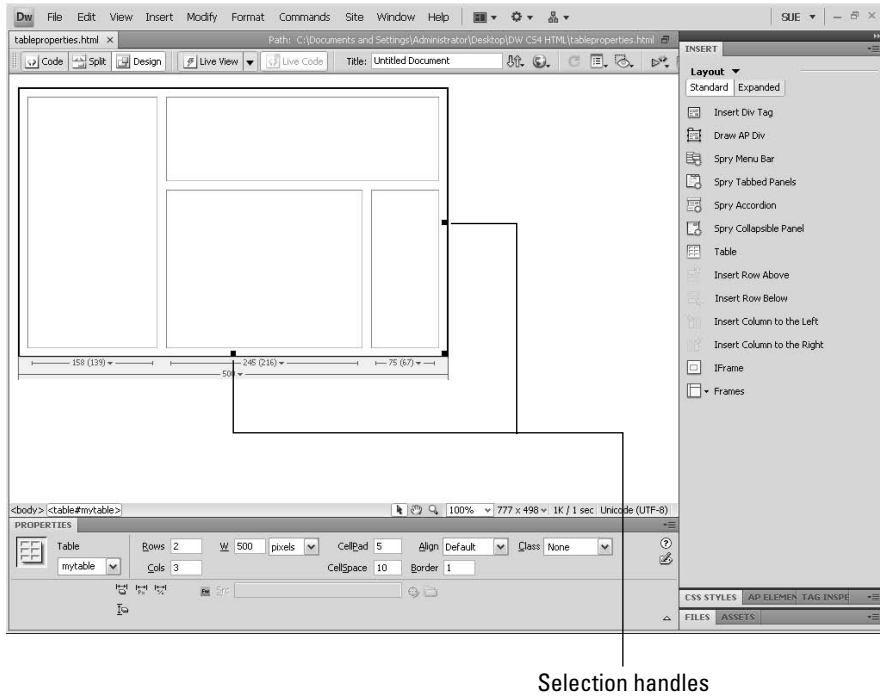 Dw File Edit View Insert Modify Format Commands Site Window Help SUE
tableproperties.html × Path: C:\Documents and Settings\Administrator\Desktop\DW CS4 HTML\tableproperties.html
Code Split Design Live View Live Code Title: Untitled Document
INSERT
Layout
Standard Expanded
Insert Div Tag
Draw AP Div
Spry Menu Bar
Spry Tabbed Panels
Spry Accordion
Spry Collapsible Panel
Table
Insert Row Above
Insert Row Below
Insert Column to the Left
Insert Column to the Right
IFrame
Frames
158 (139) 245 (216) 75 (67)
500
<body> <table#mytable> 100% 777 x 498 1K / 1 sec Unicode (UTF-8)
PROPERTIES
Table Rows 2 W 500 pixels CellPad 5 Align Default Class None
mytable Cols 3 CellSpace 10 Border 1
Src
CSS STYLES AP ELEMEN TAG INSPE
FILES ASSETS
Selection handles